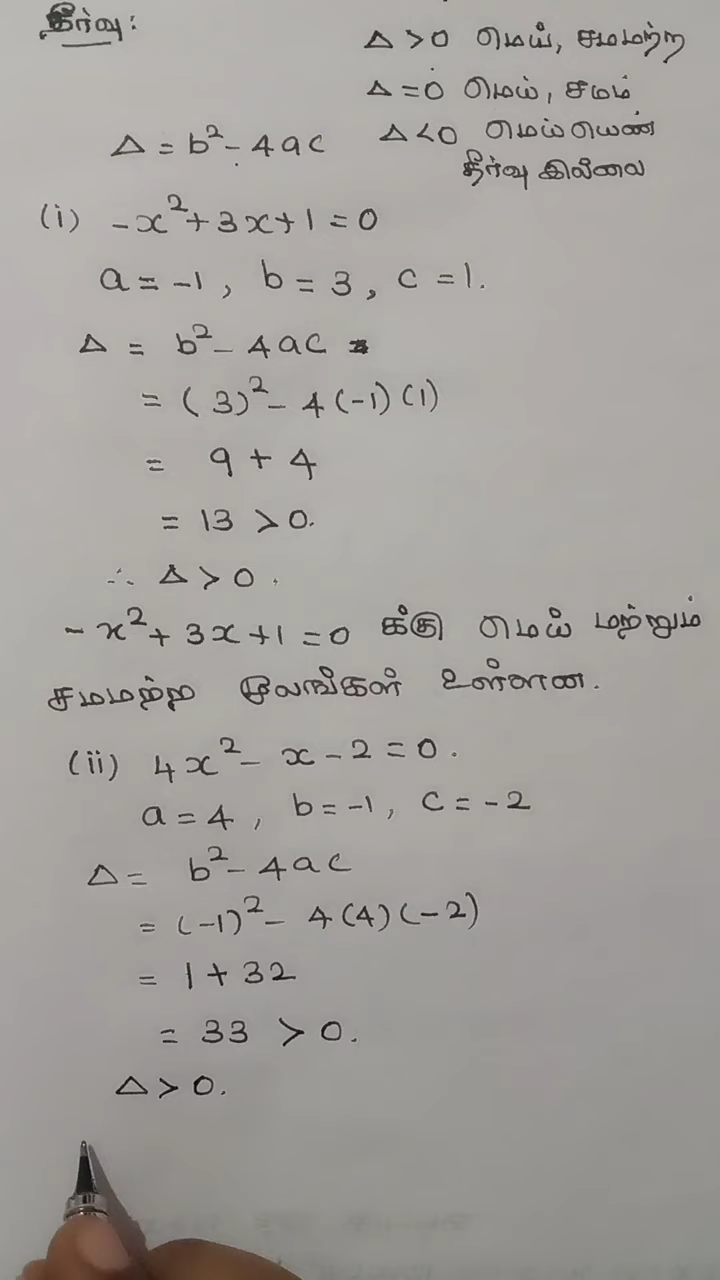 தீர்வு:
Δ > 0 மெய், சமமற்ற
Δ = 0 மெய், சமம்
Δ = b² - 4ac
Δ < 0 மெய்யெண்
தீர்வு இல்லை
(i) -x² + 3x + 1 = 0
a = -1, b = 3, c = 1.
Δ = b² - 4ac
= (3)² - 4(-1)(1)
= 9 + 4
= 13 > 0.
∴ Δ > 0.
-x² + 3x + 1 = 0 க்கு மெய் மற்றும்
சமமற்ற மூலங்கள் உள்ளன.
(ii) 4x² - x - 2 = 0.
a = 4, b = -1, c = -2
Δ = b² - 4ac
= (-1)² - 4(4)(-2)
= 1 + 32
= 33 > 0.
Δ > 0.